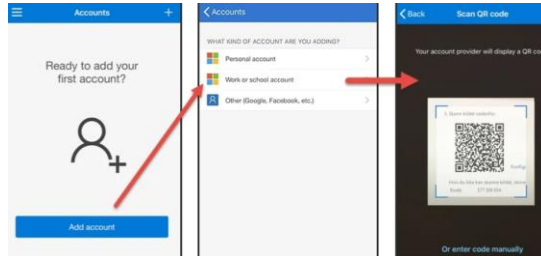 Accounts
Ready to add your
first account?
Add account
Accounts
WHAT KIND OF ACCOUNT ARE YOU ADDING?
Personal account
Work or school account
Other (Google, Facebook, etc.)
Back
Scan QR code
Your account provider will display a QR co
Or enter code manually